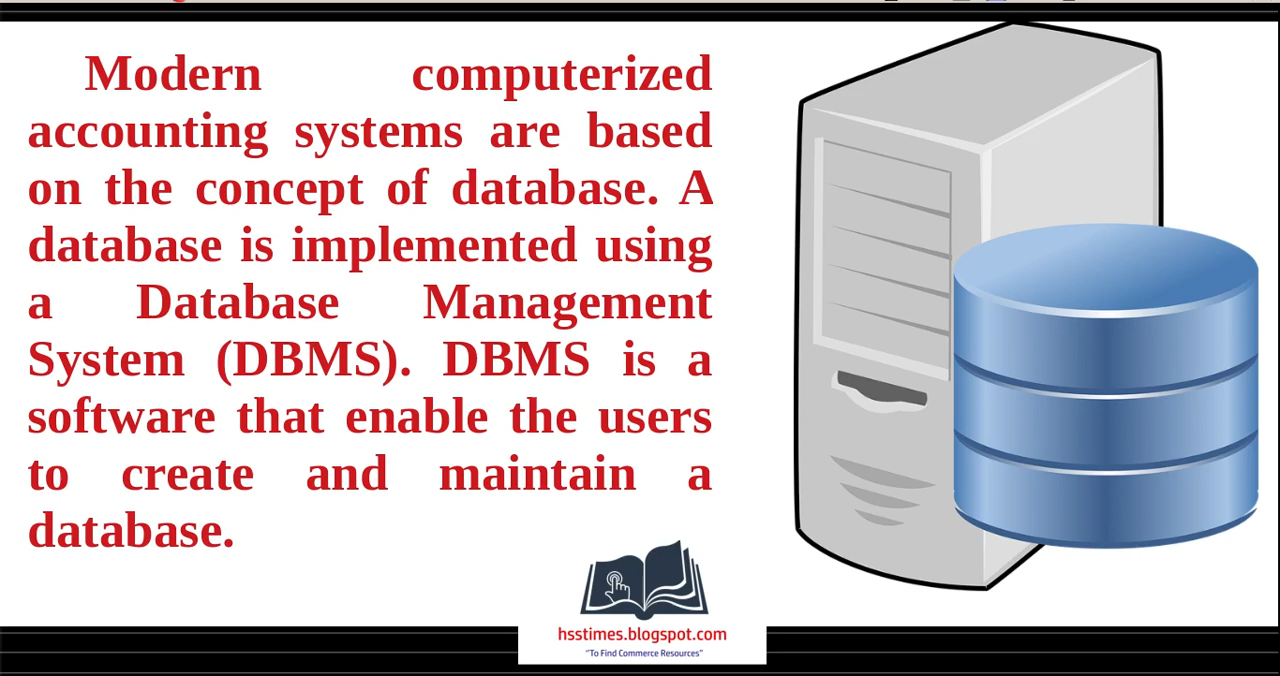 Modern computerized
accounting systems are based
on the concept of database. A
database is implemented using
a Database Management
System (DBMS). DBMS is a
software that enable the users
to create and maintain a
database.
hsstimes.blogspot.com
"To Find Commerce Resources"